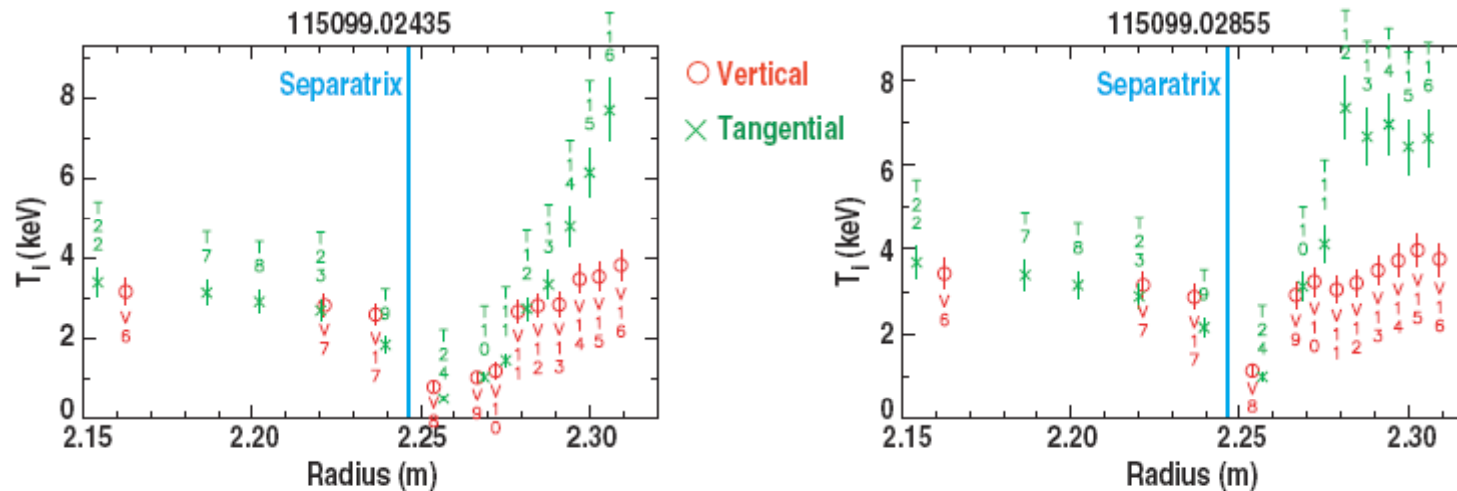 115099.02435
T16
T15
T14
T13
T12
T22
T7
T8
T23
T9
T24
T10
T11
Separatrix
V6
V7
V17
V8
V9
V10
V11
V12
V13
V14
V15
V16
8
6
4
2
0
Ti (keV)
2.15 2.20 2.25 2.30
Radius (m)
Vertical
Tangential
115099.02855
T12
T13
T14
T15
T16
T11
T22
T7
T8
T23
T9
T10
T24
Separatrix
V6
V7
V17
V8
V9
V10
V11
V12
V13
V14
V15
V16
8
6
4
2
0
Ti (keV)
2.15 2.20 2.25 2.30
Radius (m)